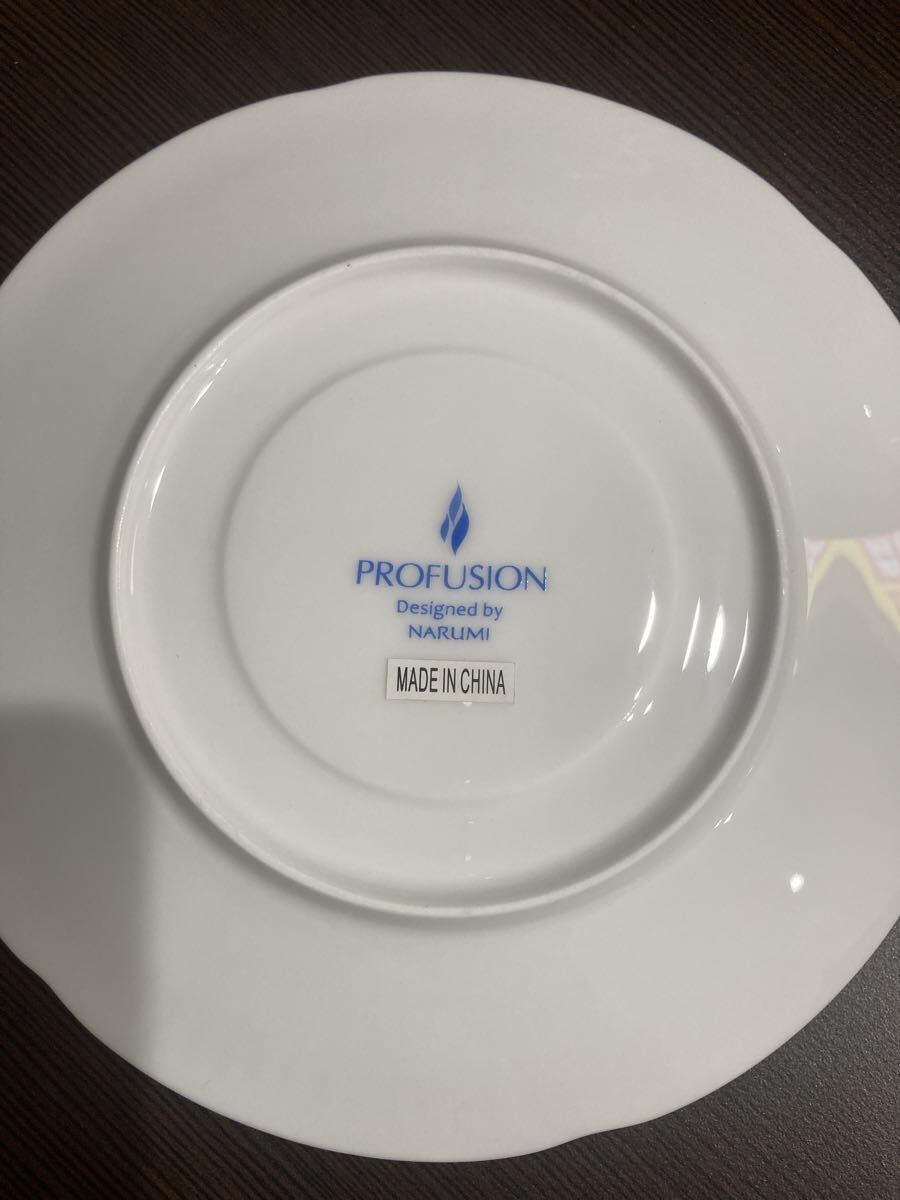 PROFUSION
Designed by
NARUMI
MADE IN CHINA